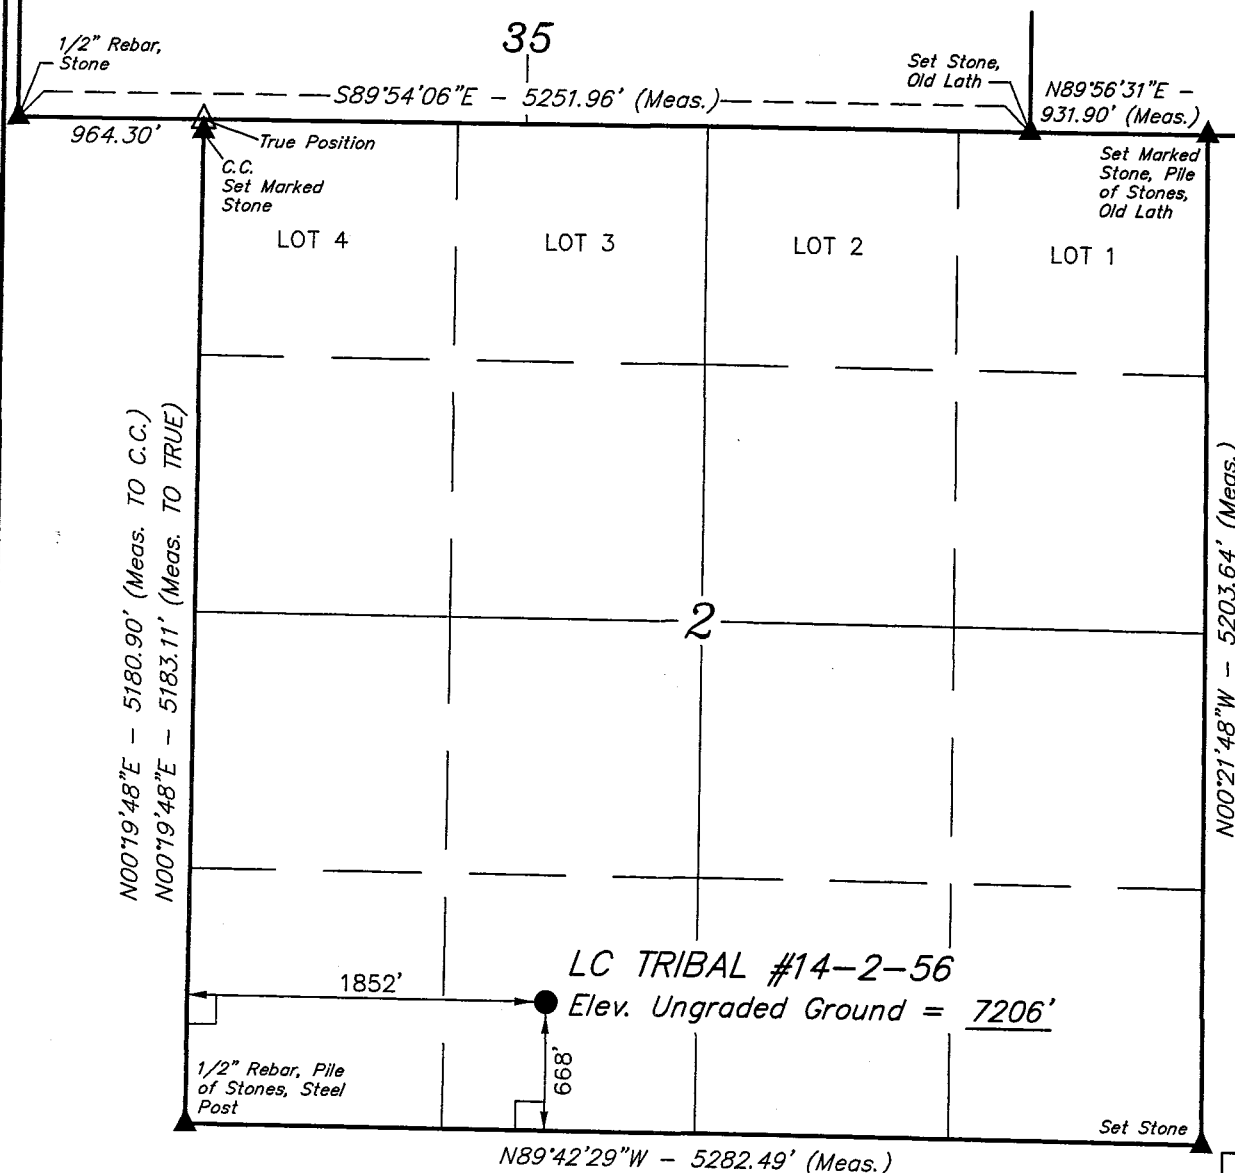 35
1/2" Rebar,
Stone
S89°54'06"E - 5251.96' (Meas.)
Set Stone,
Old Lath
N89°56'31"E -
931.90' (Meas.)
964.30'
True Position
C.C.
Set Marked
Stone
Set Marked
Stone, Pile
of Stones,
Old Lath
LOT 4
LOT 3
LOT 2
LOT 1
N00°19'48"E - 5180.90' (Meas. TO C.C.)
N00°19'48"E - 5183.11' (Meas. TO TRUE)
2
N00°21'48"W - 5203.64' (Meas.)
LC TRIBAL #14-2-56
Elev. Ungraded Ground = 7206'
1852'
668'
1/2" Rebar, Pile
of Stones, Steel
Post
Set Stone
N89°42'29"W - 5282.49' (Meas.)